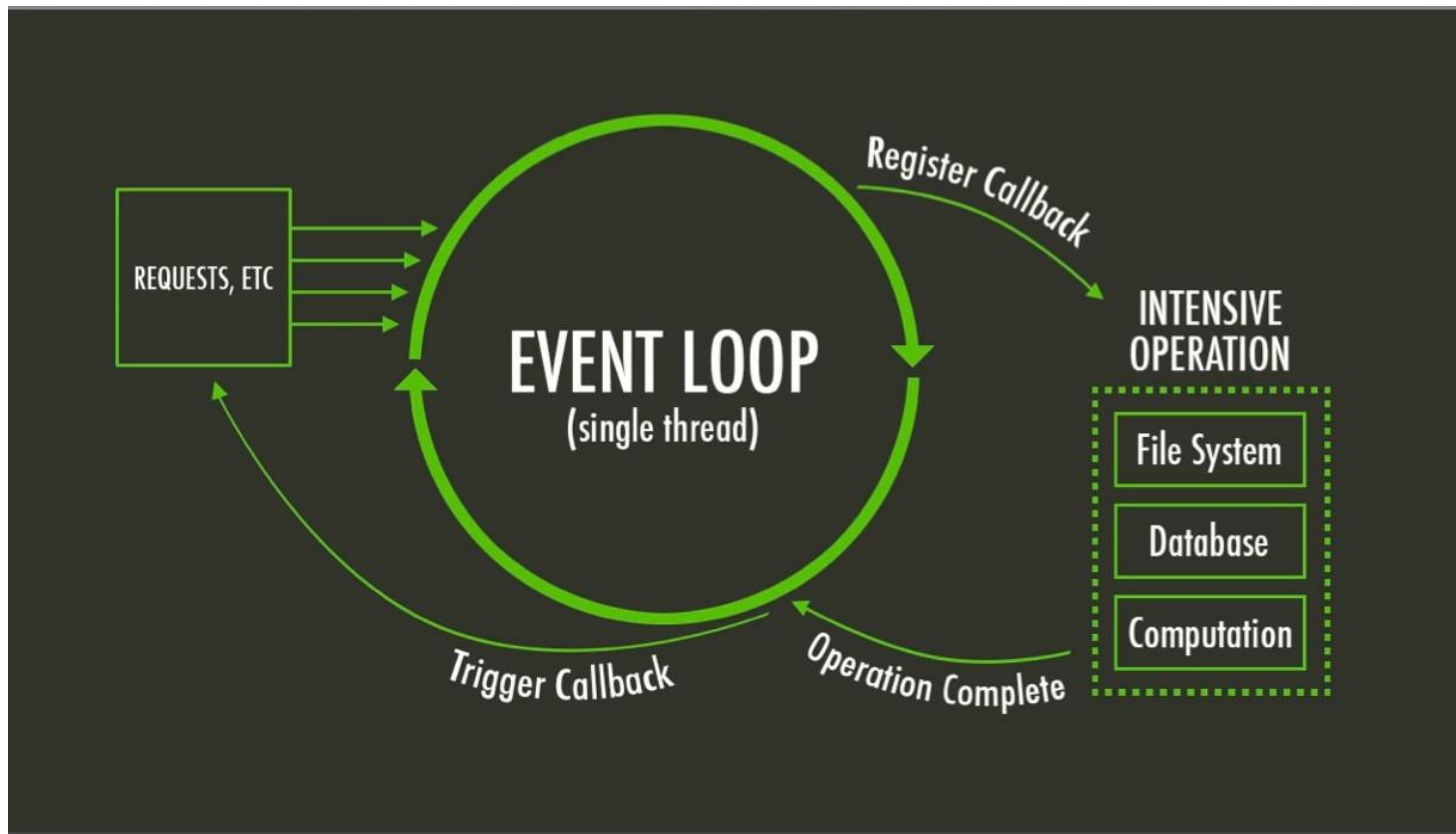 REQUESTS, ETC
EVENT LOOP
(single thread)
Register Callback
INTENSIVE
OPERATION
File System
Database
Computation
Operation Complete
Trigger Callback